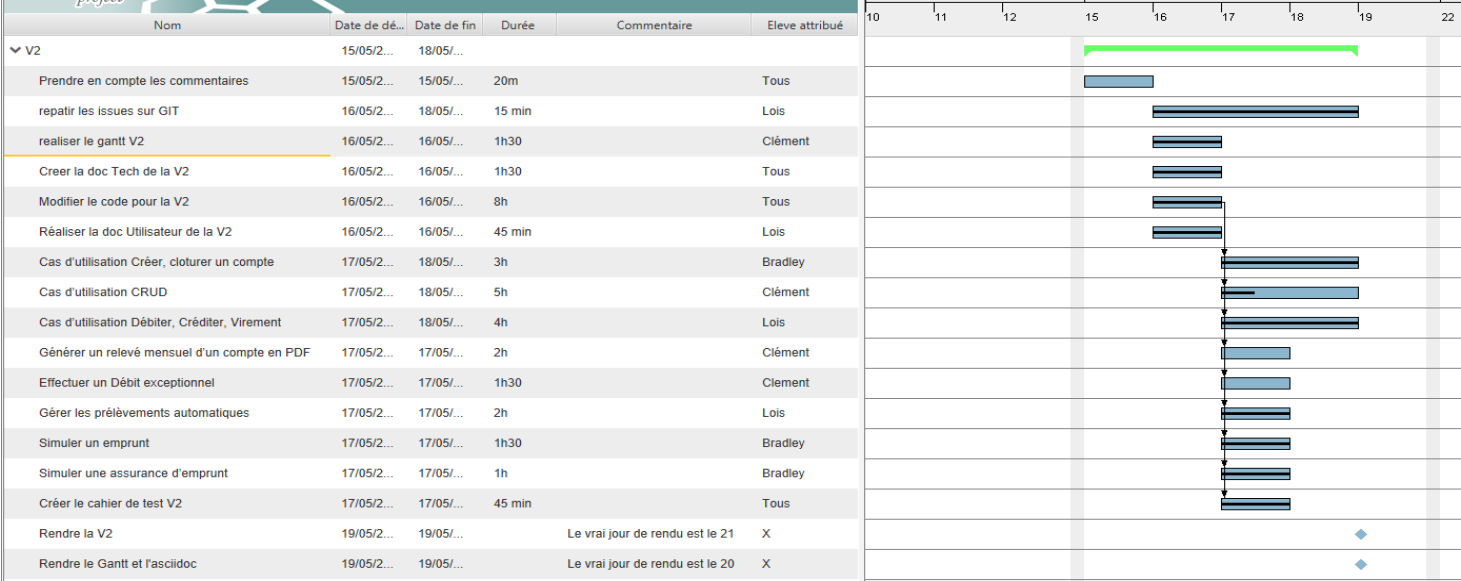 project
10 11 12 15 16 17 18 19 22
Nom Date de dé... Date de fin Durée Commentaire Eleve attribué
V2 15/05/2... 18/05/...
Prendre en compte les commentaires 15/05/2... 15/05/... 20m Tous
repatir les issues sur GIT 16/05/2... 18/05/... 15 min Lois
realiser le gantt V2 16/05/2... 16/05/... 1h30 Clément
Creer la doc Tech de la V2 16/05/2... 16/05/... 1h30 Tous
Modifier le code pour la V2 16/05/2... 16/05/... 8h Tous
Réaliser la doc Utilisateur de la V2 16/05/2... 16/05/... 45 min Lois
Cas d'utilisation Créer, cloturer un compte 17/05/2... 18/05/... 3h Bradley
Cas d'utilisation CRUD 17/05/2... 18/05/... 5h Clément
Cas d'utilisation Débiter, Créditer, Virement 17/05/2... 18/05/... 4h Lois
Générer un relevé mensuel d'un compte en PDF 17/05/2... 17/05/... 2h Clément
Effectuer un Débit exceptionnel 17/05/2... 17/05/... 1h30 Clement
Gérer les prélèvements automatiques 17/05/2... 17/05/... 2h Lois
Simuler un emprunt 17/05/2... 17/05/... 1h30 Bradley
Simuler une assurance d'emprunt 17/05/2... 17/05/... 1h Bradley
Créer le cahier de test V2 17/05/2... 17/05/... 45 min Tous
Rendre la V2 19/05/2... 19/05/... Le vrai jour de rendu est le 21 X
Rendre le Gantt et l'asciidoc 19/05/2... 19/05/... Le vrai jour de rendu est le 20 X